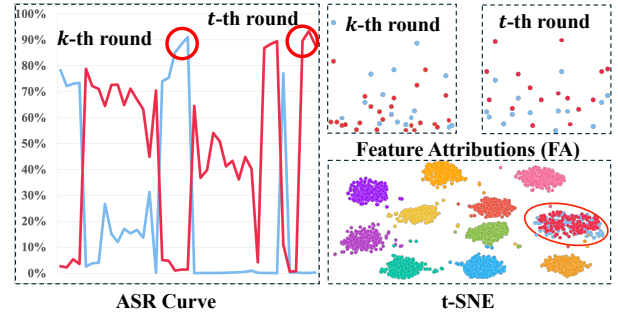 100%
90%
80%
70%
60%
50%
40%
30%
20%
10%
0%
k-th round
t-th round
ASR Curve
k-th round
t-th round
Feature Attributions (FA)
t-SNE